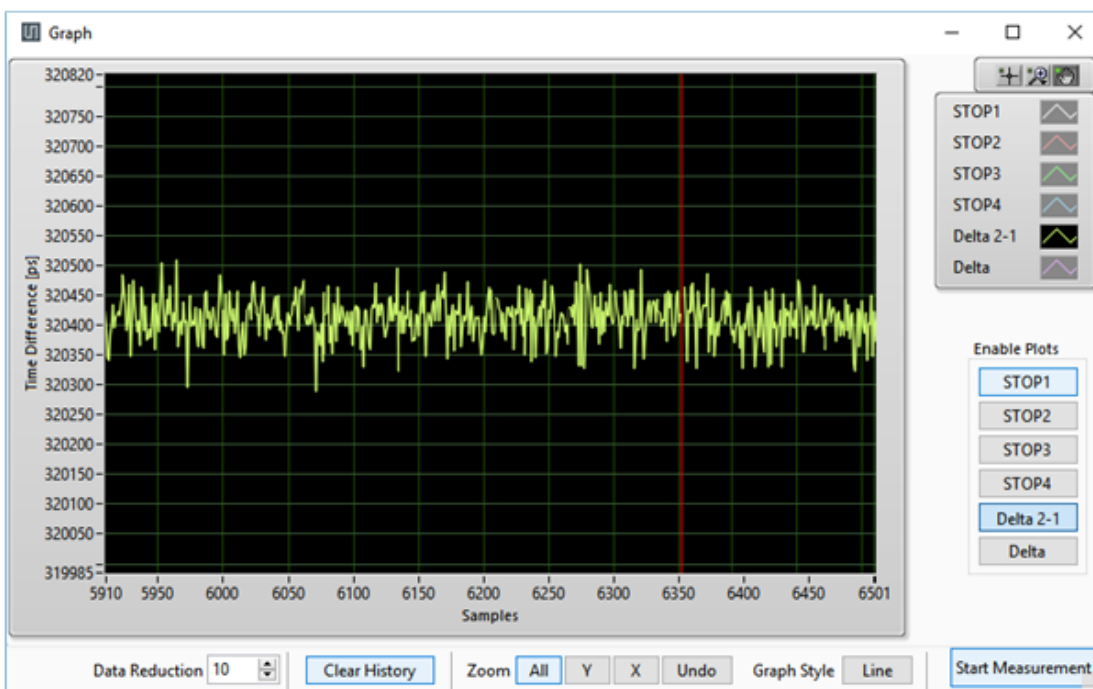 Graph
320820
320750
320700
320650
320600
320550
320500
320450
320400
320350
320300
320250
320200
320150
320100
320050
319985
Time Difference [ps]
5910 5950 6000 6050 6100 6150 6200 6250 6300 6350 6400 6450 6501
Samples
STOP1
STOP2
STOP3
STOP4
Delta 2-1
Delta
Enable Plots
STOP1
STOP2
STOP3
STOP4
Delta 2-1
Delta
Data Reduction 10 Clear History Zoom All Y X Undo Graph Style Line Start Measurement